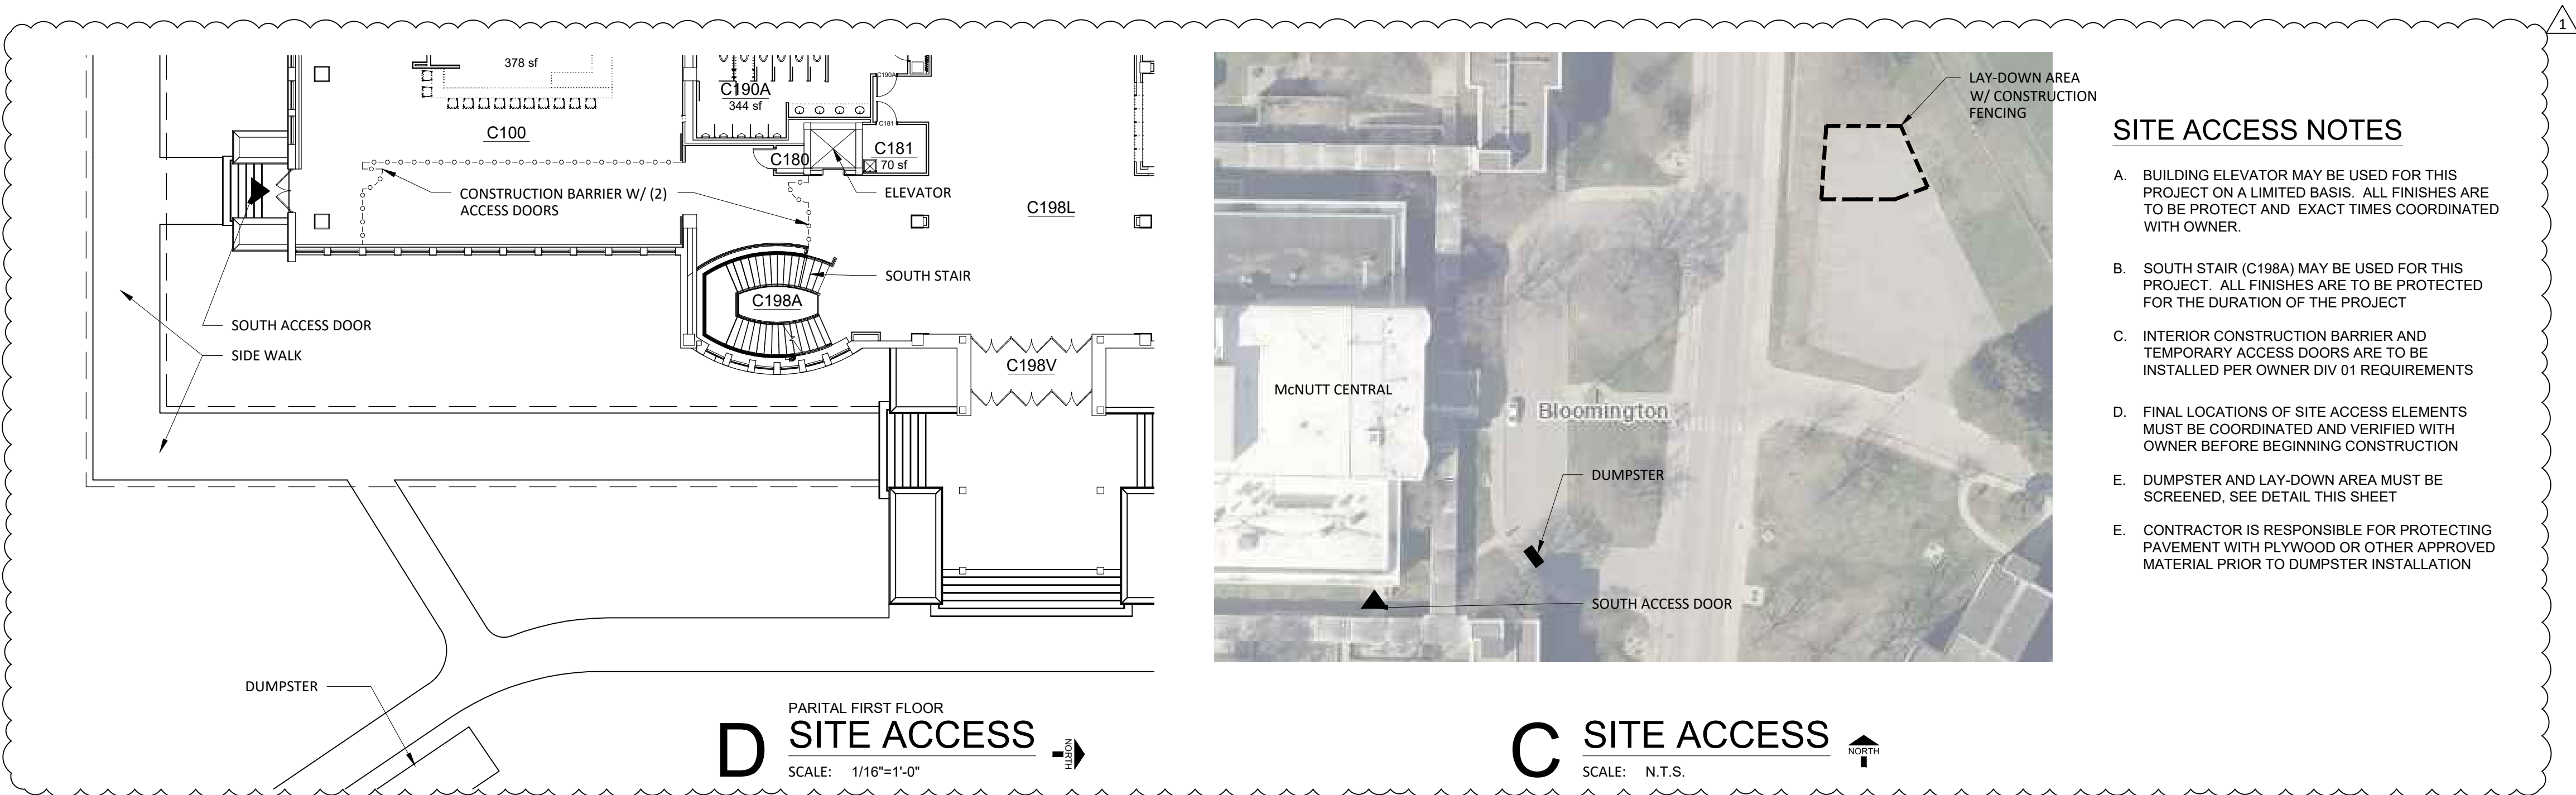 1
378 sf
C190A
344 sf
C190A
C181
C100
C180
C181
70 sf
CONSTRUCTION BARRIER W/ (2)
ACCESS DOORS
ELEVATOR
C198L
SOUTH STAIR
C198A
SOUTH ACCESS DOOR
SIDE WALK
C198V
DUMPSTER
D
PARITAL FIRST FLOOR
SITE ACCESS
SCALE: 1/16"=1'-0"
NORTH
LAY-DOWN AREA
W/ CONSTRUCTION
FENCING
McNUTT CENTRAL
Bloomington
DUMPSTER
SOUTH ACCESS DOOR
C
SITE ACCESS
SCALE: N.T.S.
NORTH
SITE ACCESS NOTES
A. BUILDING ELEVATOR MAY BE USED FOR THIS
PROJECT ON A LIMITED BASIS. ALL FINISHES ARE
TO BE PROTECT AND EXACT TIMES COORDINATED
WITH OWNER.
B. SOUTH STAIR (C198A) MAY BE USED FOR THIS
PROJECT. ALL FINISHES ARE TO BE PROTECTED
FOR THE DURATION OF THE PROJECT
C. INTERIOR CONSTRUCTION BARRIER AND
TEMPORARY ACCESS DOORS ARE TO BE
INSTALLED PER OWNER DIV 01 REQUIREMENTS
D. FINAL LOCATIONS OF SITE ACCESS ELEMENTS
MUST BE COORDINATED AND VERIFIED WITH
OWNER BEFORE BEGINNING CONSTRUCTION
E. DUMPSTER AND LAY-DOWN AREA MUST BE
SCREENED, SEE DETAIL THIS SHEET
E. CONTRACTOR IS RESPONSIBLE FOR PROTECTING
PAVEMENT WITH PLYWOOD OR OTHER APPROVED
MATERIAL PRIOR TO DUMPSTER INSTALLATION